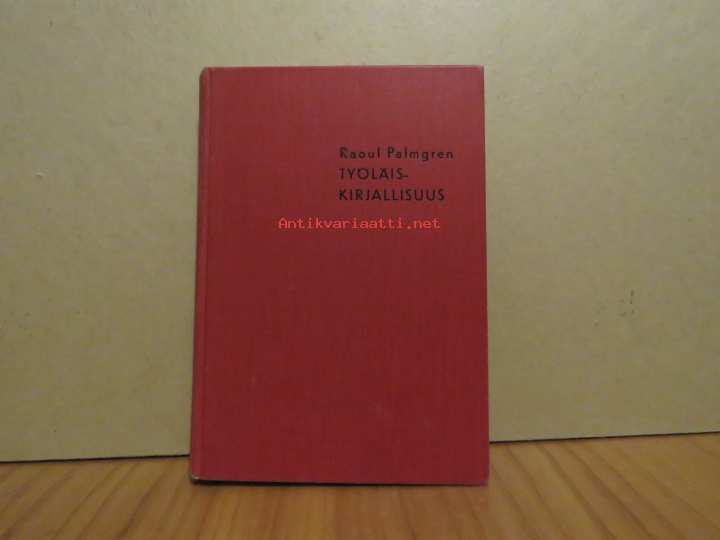 Raoul Palmgren
TYÖLÄIS-
KIRJALLISUUS
Antikvariaatti.net